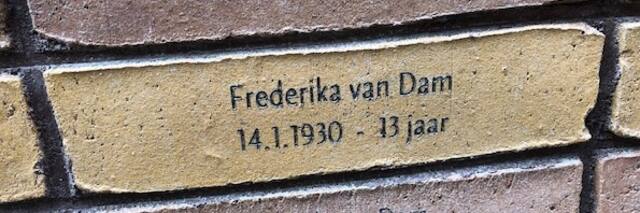 Frederika van Dam
14.1.1930 - 13 jaar